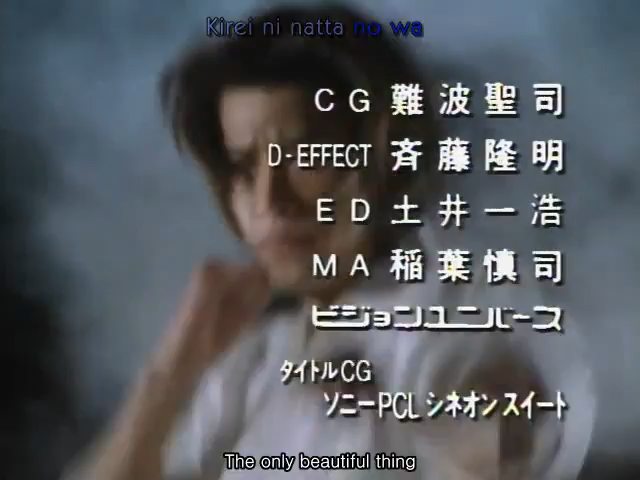 Kirei ni natta no wa
CG 難波聖司
D-EFFECT 斉藤隆明
ED 土井一浩
MA 稲葉慎司
ビジョンユニバース
タイトルCG
ソニーPCL シネオンスイート
The only beautiful thing